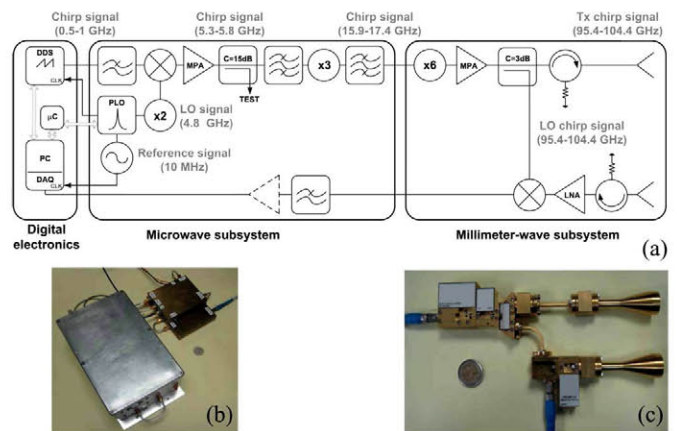 Chirp signal
(0.5-1 GHz)
Chirp signal
(5.3-5.8 GHz)
Chirp signal
(15.9-17.4 GHz)
Tx chirp signal
(95.4-104.4 GHz)
DDS
CLK
MPA
C=15dB
TEST
x3
x6
MPA
C=3dB
PLO
x2
LO signal
(4.8 GHz)
µC
Reference signal
(10 MHz)
LO chirp signal
(95.4-104.4 GHz)
PC
DAQ
CLK
LNA
Digital
electronics
Microwave subsystem
Millimeter-wave subsystem
(a)
(b)
(c)